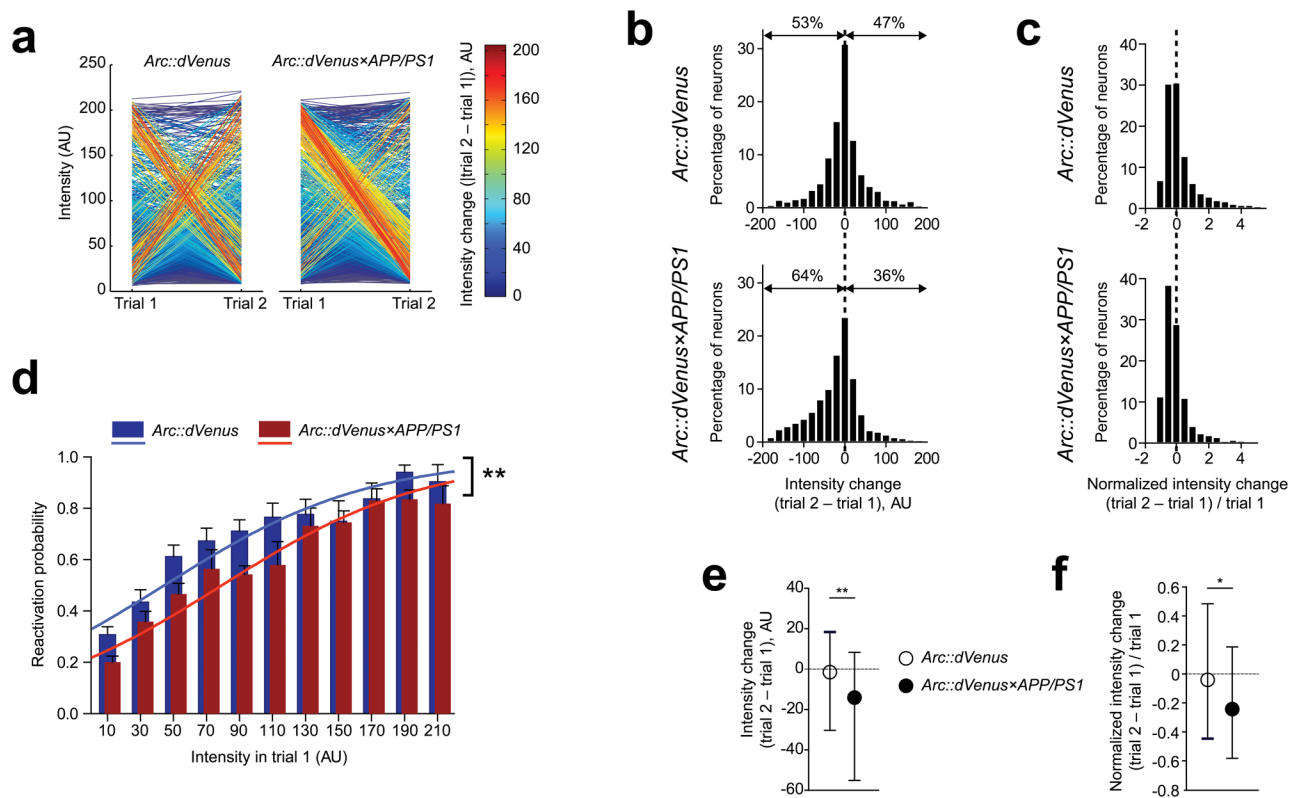 a
Arc::dVenus
Arc::dVenus×APP/PS1
Intensity (AU)
250
200
150
100
50
0
Trial 1
Trial 2
Trial 1
Trial 2
Intensity change (|trial 2 – trial 1|), AU
200
160
120
80
40
0
b
Arc::dVenus
Percentage of neurons
53%
47%
30
20
10
0
-200
-100
0
100
200
Arc::dVenus×APP/PS1
Percentage of neurons
64%
36%
30
20
10
0
-200
-100
0
100
200
Intensity change
(trial 2 – trial 1), AU
c
Arc::dVenus
Percentage of neurons
40
30
20
10
0
-2
0
2
4
Arc::dVenus×APP/PS1
Percentage of neurons
40
30
20
10
0
-2
0
2
4
Normalized intensity change
(trial 2 – trial 1) / trial 1
d
Arc::dVenus
Arc::dVenus×APP/PS1
**
Reactivation probability
1.0
0.8
0.6
0.4
0.2
0.0
10
30
50
70
90
110
130
150
170
190
210
Intensity in trial 1 (AU)
e
Intensity change
(trial 2 – trial 1), AU
40
20
0
-20
-40
-60
**
Arc::dVenus
Arc::dVenus×APP/PS1
f
Normalized intensity change
(trial 2 – trial 1) / trial 1
0.6
0.4
0.2
0
-0.2
-0.4
-0.6
-0.8
*